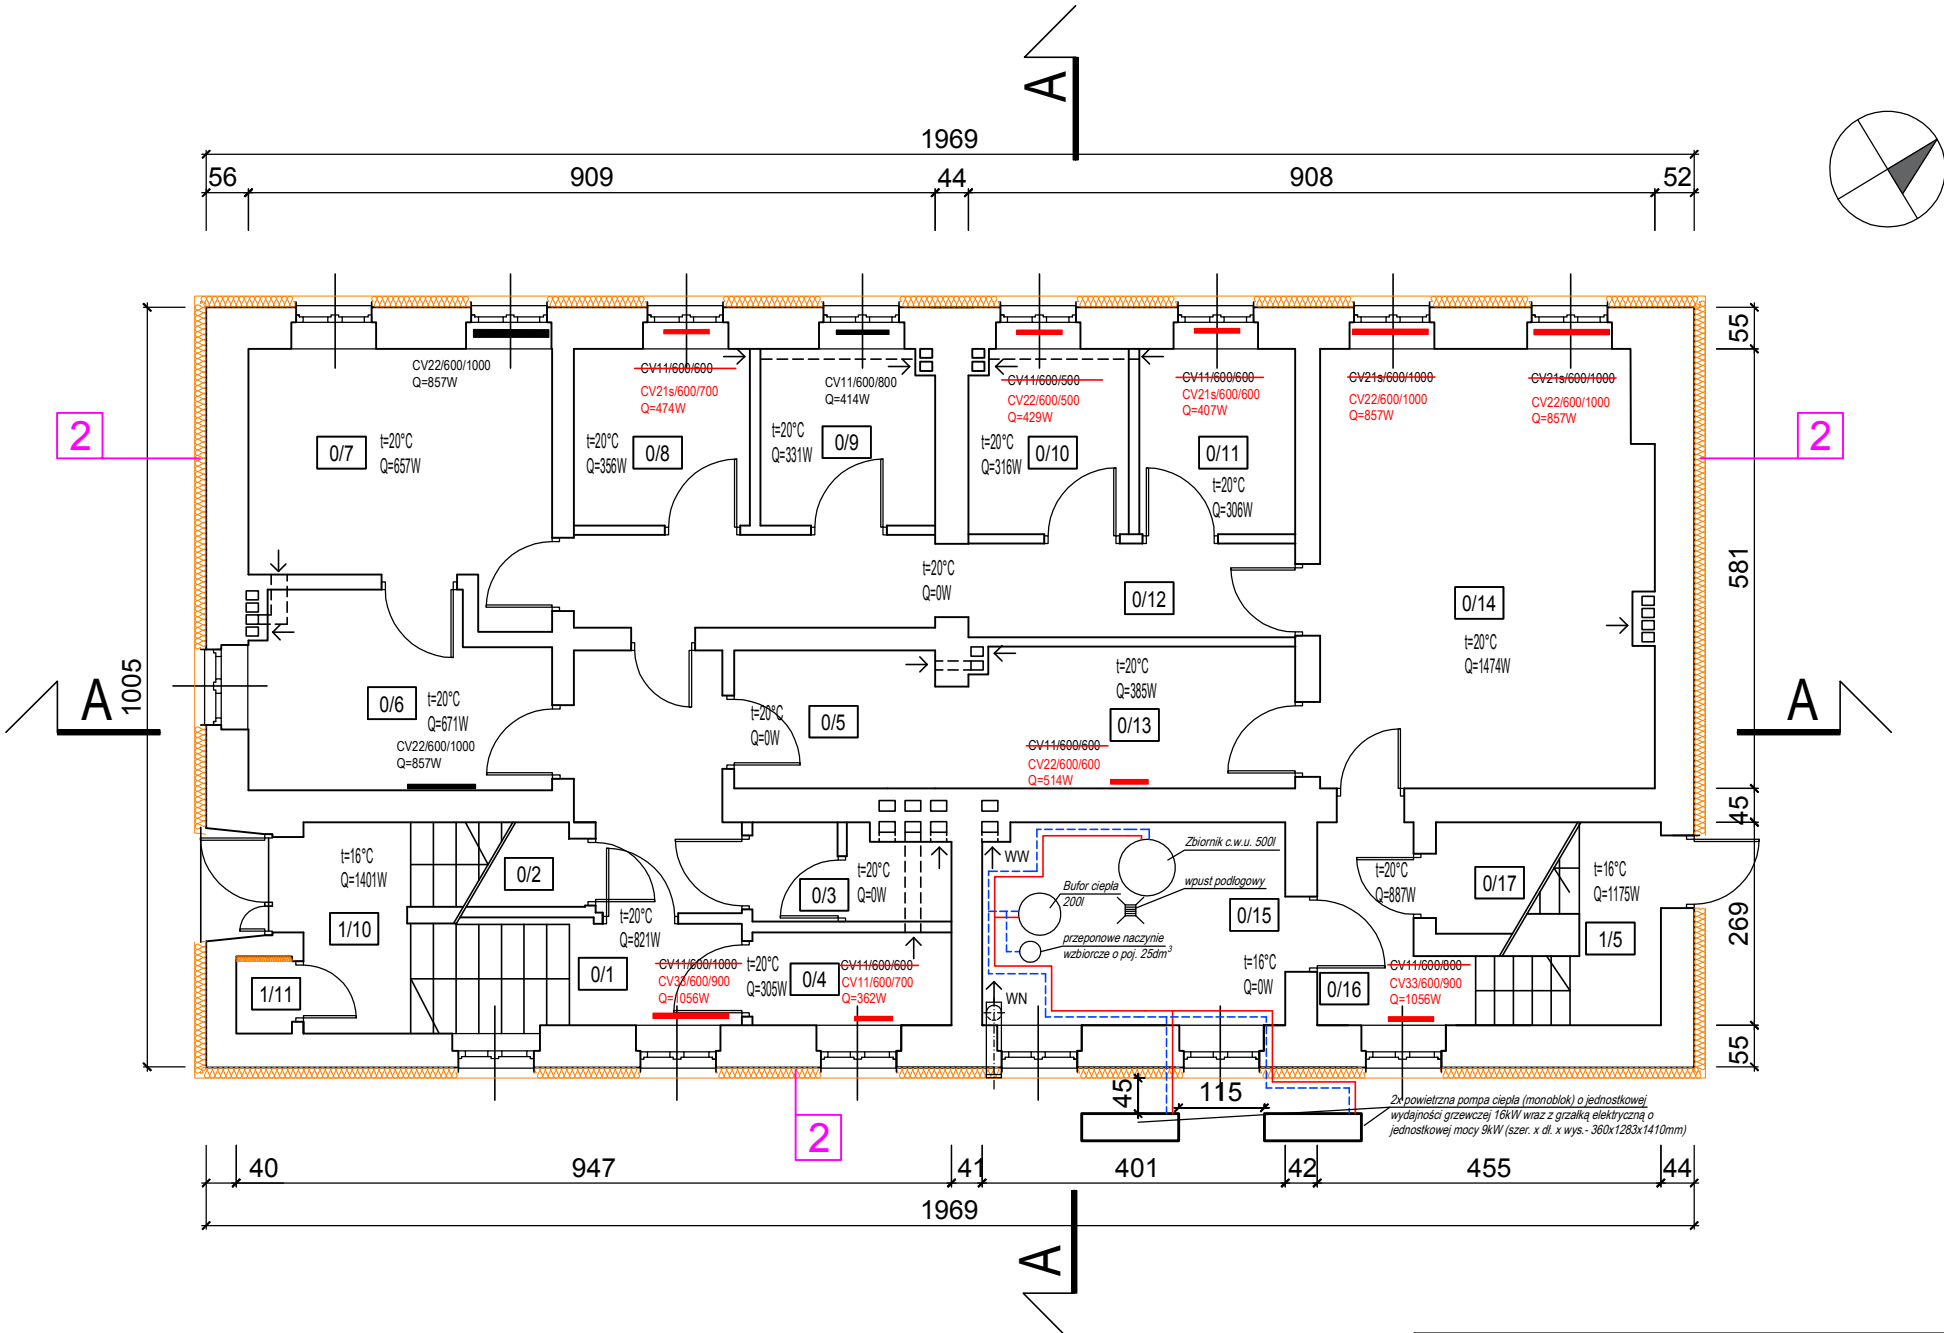 A
1969
56
909
44
908
52
CV22/600/1000
Q=857W
CV11/600/600
CV21s/600/700
Q=474W
CV11/600/800
Q=414W
CV11/600/500
CV22/600/500
Q=429W
CV11/600/600
CV21s/600/600
Q=407W
CV21s/600/1000
CV22/600/1000
Q=857W
CV21s/600/1000
CV22/600/1000
Q=857W
55
2
2
0/7
t=20°C
Q=657W
t=20°C
Q=356W
0/8
t=20°C
Q=331W
0/9
t=20°C
Q=316W
0/10
0/11
t=20°C
Q=306W
581
t=20°C
Q=0W
0/12
0/14
t=20°C
Q=1474W
1005
A
A
0/6
t=20°C
Q=671W
CV22/600/1000
Q=857W
t=20°C
Q=0W
0/5
t=20°C
Q=385W
0/13
CV11/600/600
CV22/600/600
Q=514W
45
t=16°C
Q=1401W
0/2
0/3
t=20°C
Q=0W
WW
Zbiornik c.w.u. 500l
wpust podłogowy
Bufor ciepła
200l
przeponowe naczynie
wzbiorcze o poj. 25dm³
0/15
t=16°C
Q=0W
t=20°C
Q=887W
0/17
t=16°C
Q=1175W
1/5
269
1/10
1/11
t=20°C
Q=821W
0/1
CV11/600/1000
CV33/600/900
Q=1056W
t=20°C
Q=305W
0/4
CV11/600/600
CV11/600/700
Q=362W
WN
0/16
CV11/600/800
CV33/600/900
Q=1056W
55
45
115
2x powietrzna pompa ciepła (monoblok) o jednostkowej
wydajności grzewczej 16kW wraz z grzałką elektryczną o
jednostkowej mocy 9kW (szer. x dł. x wys.- 360x1283x1410mm)
2
40
947
41
401
42
455
44
1969
A